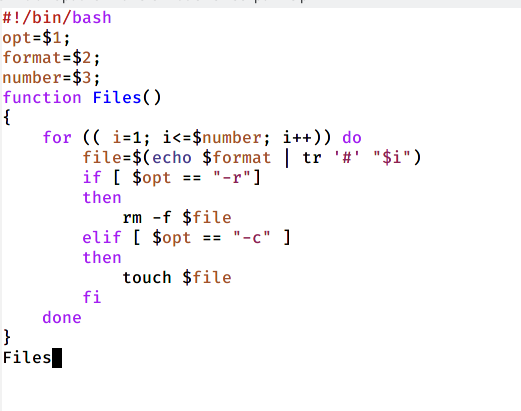 #!/bin/bash
opt=$1;
format=$2;
number=$3;
function Files()
{
    for (( i=1; i<=$number; i++)) do
        file=$(echo $format | tr '#' "$i")
        if [ $opt == "-r"]
        then
            rm -f $file
        elif [ $opt == "-c" ]
        then
            touch $file
        fi
    done
}
Files